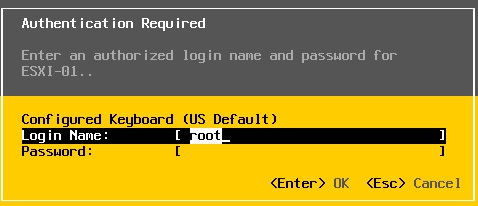 Authentication Required
Enter an authorized login name and password for
ESXI-01..
Configured Keyboard (US Default)
Login Name: [ root_ ]
Password: [ ]
<Enter> OK <Esc> Cancel